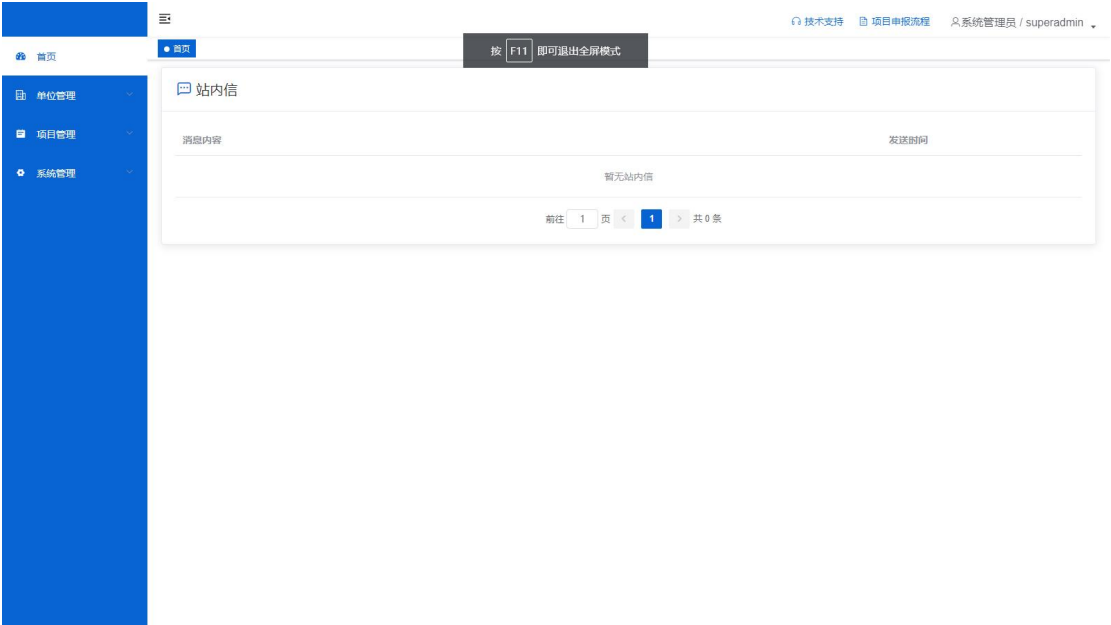 技术支持 项目申报流程 系统管理员 / superadmin
首页
首页
按 F11 即可退出全屏模式
单位管理
项目管理
系统管理
站内信
消息内容 发送时间
暂无站内信
前往 1 页 < 1 > 共 0 条